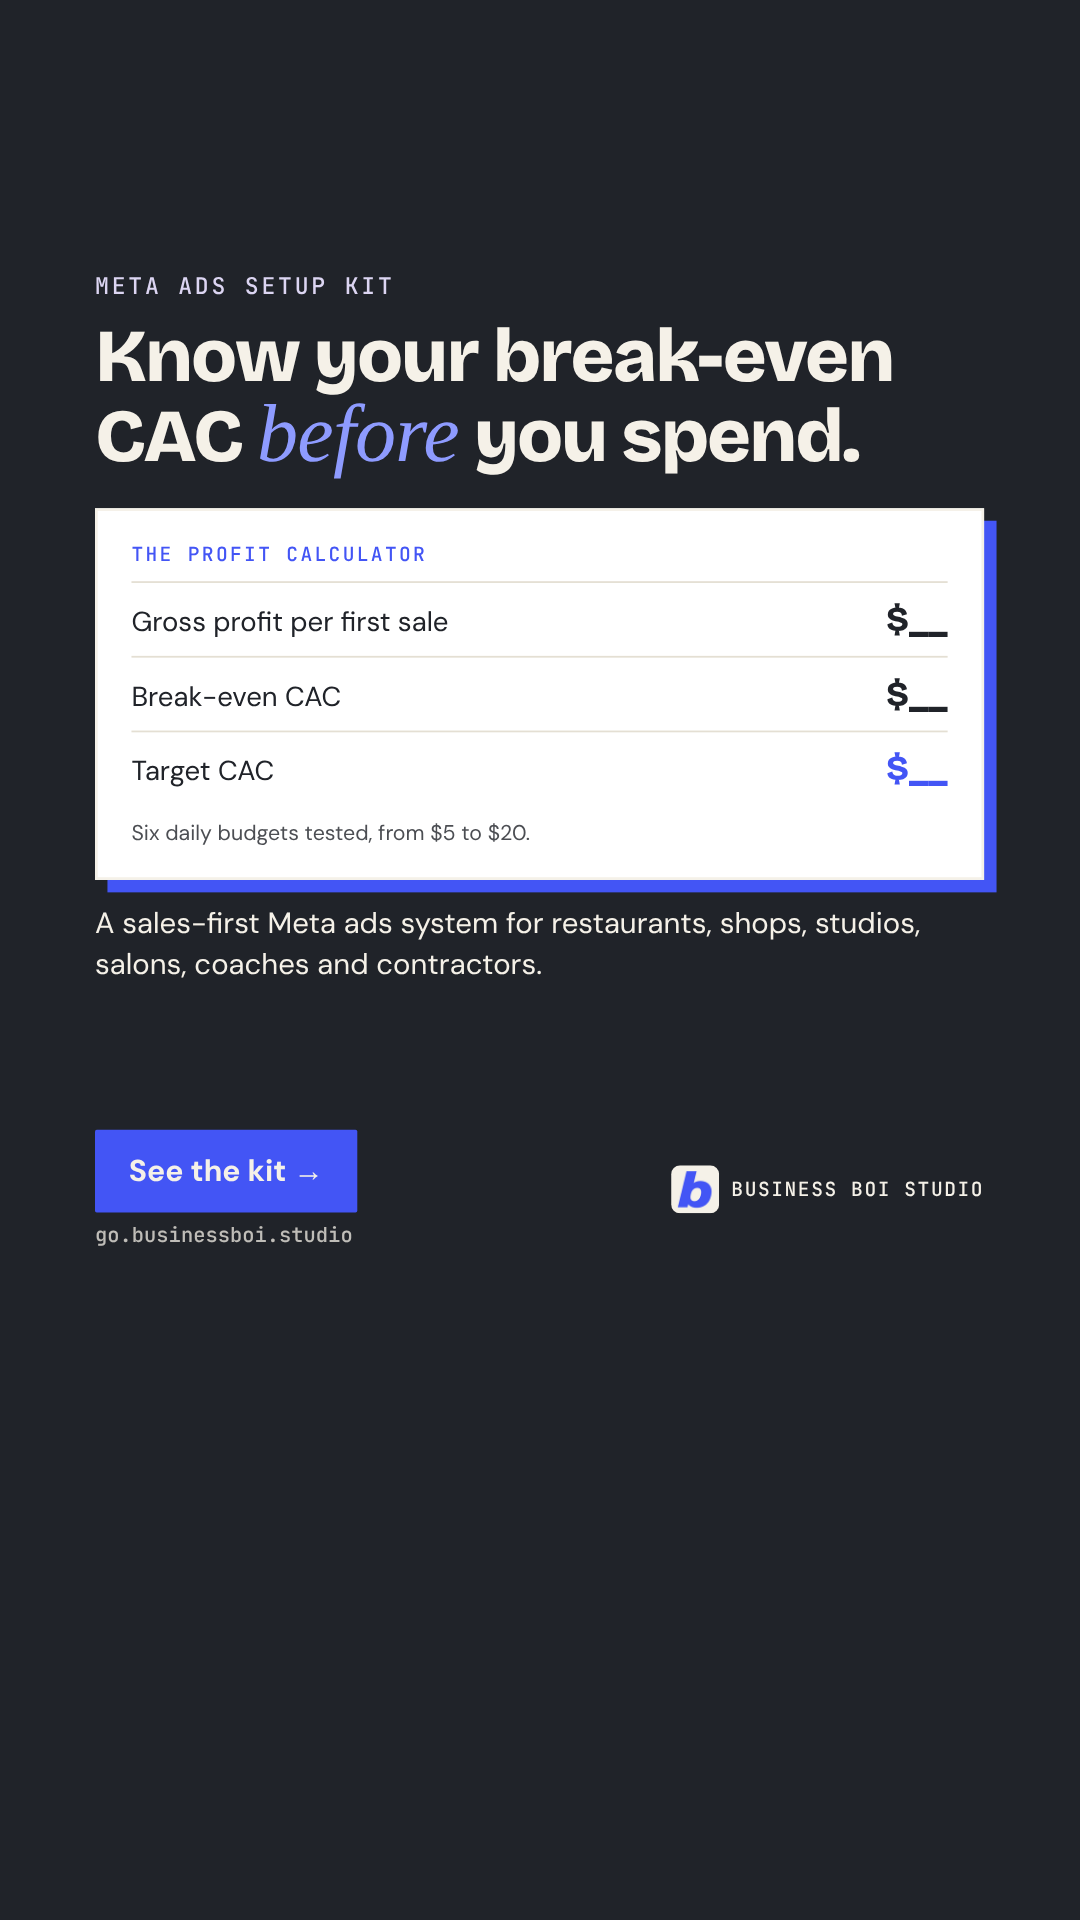 META ADS SETUP KIT
Know your break-even
CAC before you spend.
THE PROFIT CALCULATOR
Gross profit per first sale $__
Break-even CAC $__
Target CAC $__
Six daily budgets tested, from $5 to $20.
A sales-first Meta ads system for restaurants, shops, studios,
salons, coaches and contractors.
See the kit →
b BUSINESS BOI STUDIO
go.businessboi.studio